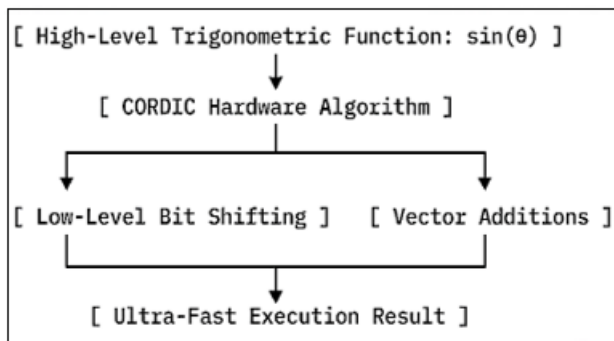 [ High-Level Trigonometric Function: sin(θ) ]
[ CORDIC Hardware Algorithm ]
[ Low-Level Bit Shifting ] [ Vector Additions ]
[ Ultra-Fast Execution Result ]